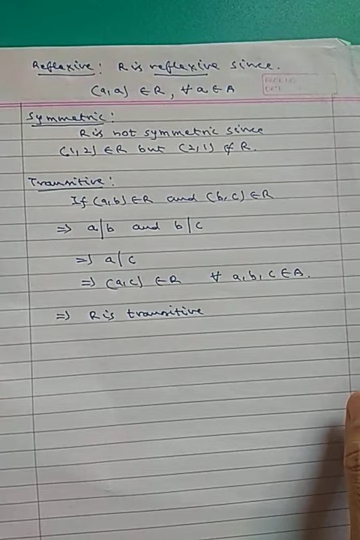 Reflexive: R is reflexive since.
(a,a) ∈ R, ∀ a ∈ A
Symmetric:
R is not symmetric since
(1,2) ∈ R but (2,1) ∉ R.
Transitive:
If (a,b) ∈ R and (b,c) ∈ R
⇒ a|b and b|c
⇒ a|c
⇒ (a,c) ∈ R ∀ a,b,c ∈ A.
⇒ R is transitive